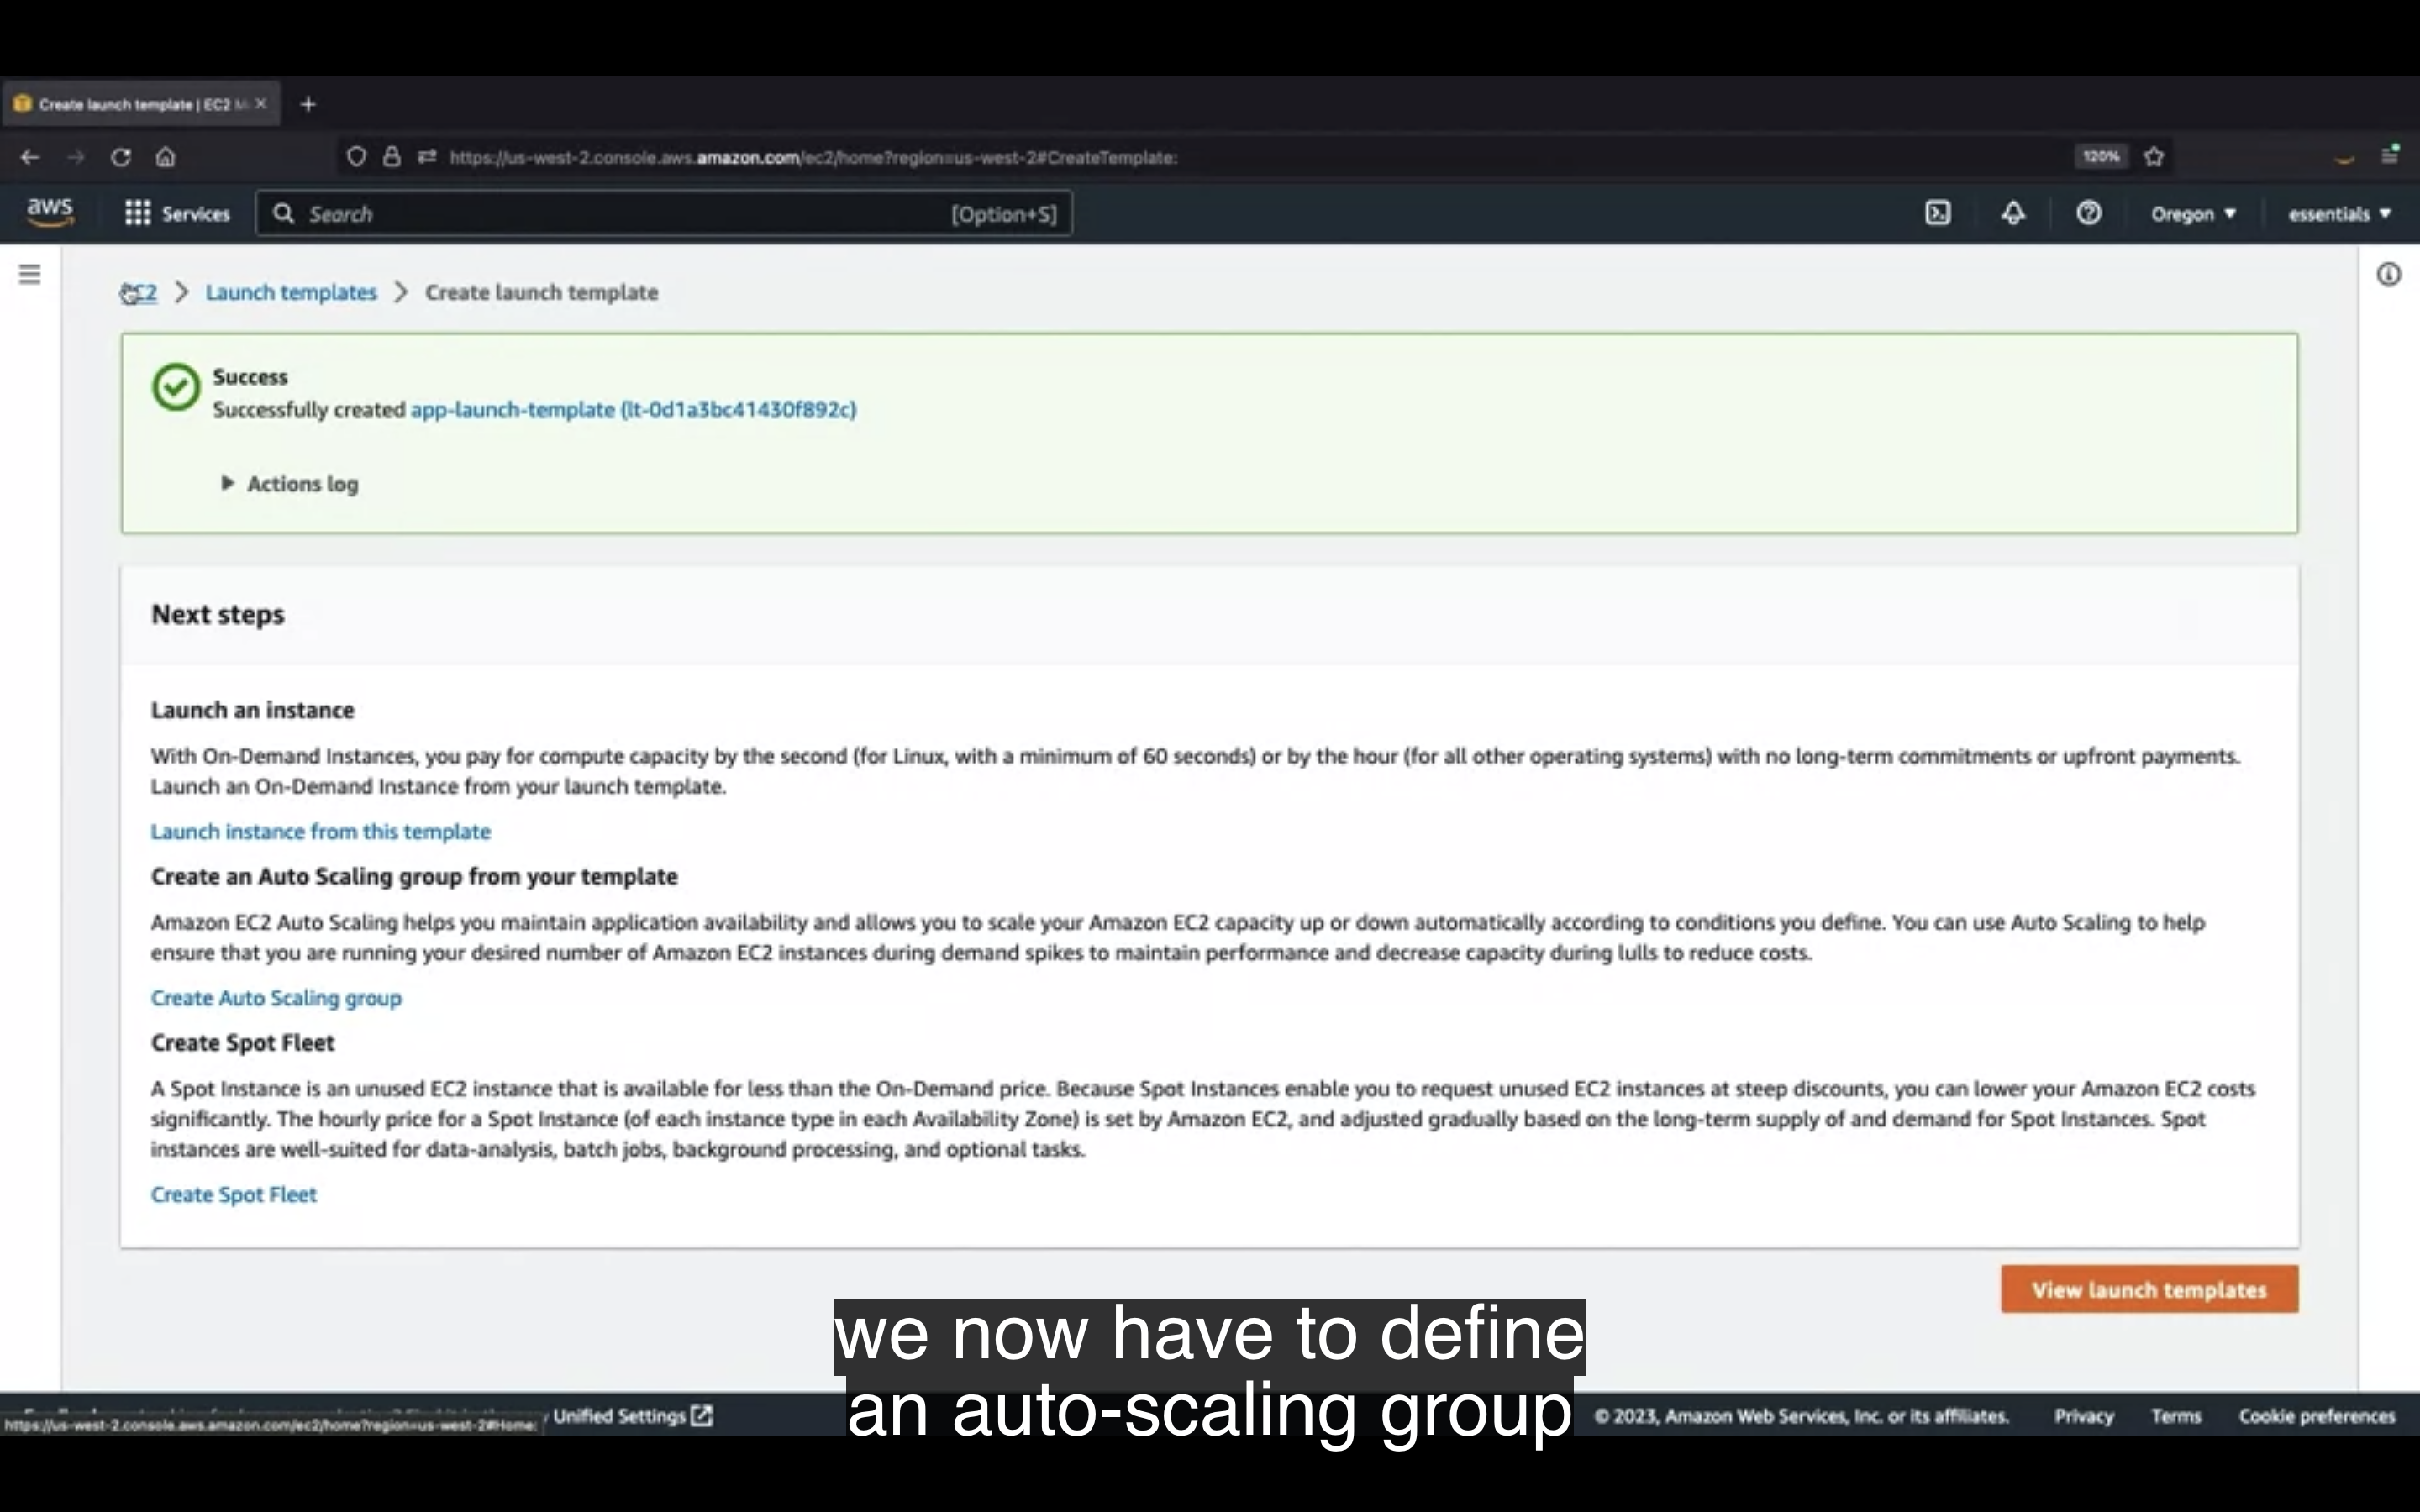 Create launch template | EC2
120%
https://us-west-2.console.aws.amazon.com/ec2/home?region=us-west-2#CreateTemplate:
aws
Services
Search
[Option+S]
Oregon
essentials
EC2 > Launch templates > Create launch template
Success
Successfully created app-launch-template (lt-0d1a3bc41430f892c)
Actions log
Next steps
Launch an instance
With On-Demand Instances, you pay for compute capacity by the second (for Linux, with a minimum of 60 seconds) or by the hour (for all other operating systems) with no long-term commitments or upfront payments.
Launch an On-Demand Instance from your launch template.
Launch instance from this template
Create an Auto Scaling group from your template
Amazon EC2 Auto Scaling helps you maintain application availability and allows you to scale your Amazon EC2 capacity up or down automatically according to conditions you define. You can use Auto Scaling to help
ensure that you are running your desired number of Amazon EC2 instances during demand spikes to maintain performance and decrease capacity during lulls to reduce costs.
Create Auto Scaling group
Create Spot Fleet
A Spot Instance is an unused EC2 instance that is available for less than the On-Demand price. Because Spot Instances enable you to request unused EC2 instances at steep discounts, you can lower your Amazon EC2 costs
significantly. The hourly price for a Spot Instance (of each instance type in each Availability Zone) is set by Amazon EC2, and adjusted gradually based on the long-term supply of and demand for Spot Instances. Spot
instances are well-suited for data-analysis, batch jobs, background processing, and optional tasks.
Create Spot Fleet
View launch templates
we now have to define
an auto-scaling group
https://us-west-2.console.aws.amazon.com/ec2/home?region=us-west-2#Home:
Unified Settings
© 2023, Amazon Web Services, Inc. or its affiliates.
Privacy
Terms
Cookie preferences